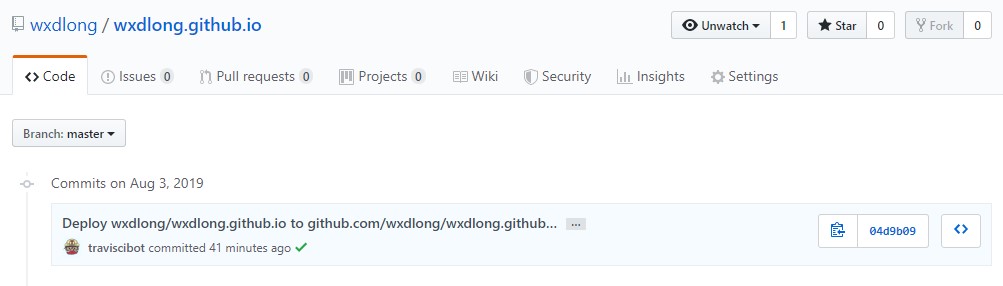 wxdlong / wxdlong.github.io Unwatch 1 Star 0 Fork 0
Code Issues 0 Pull requests 0 Projects 0 Wiki Security Insights Settings
Branch: master
Commits on Aug 3, 2019
Deploy wxdlong/wxdlong.github.io to github.com/wxdlong/wxdlong.github... ...
04d9b09
traviscibot committed 41 minutes ago